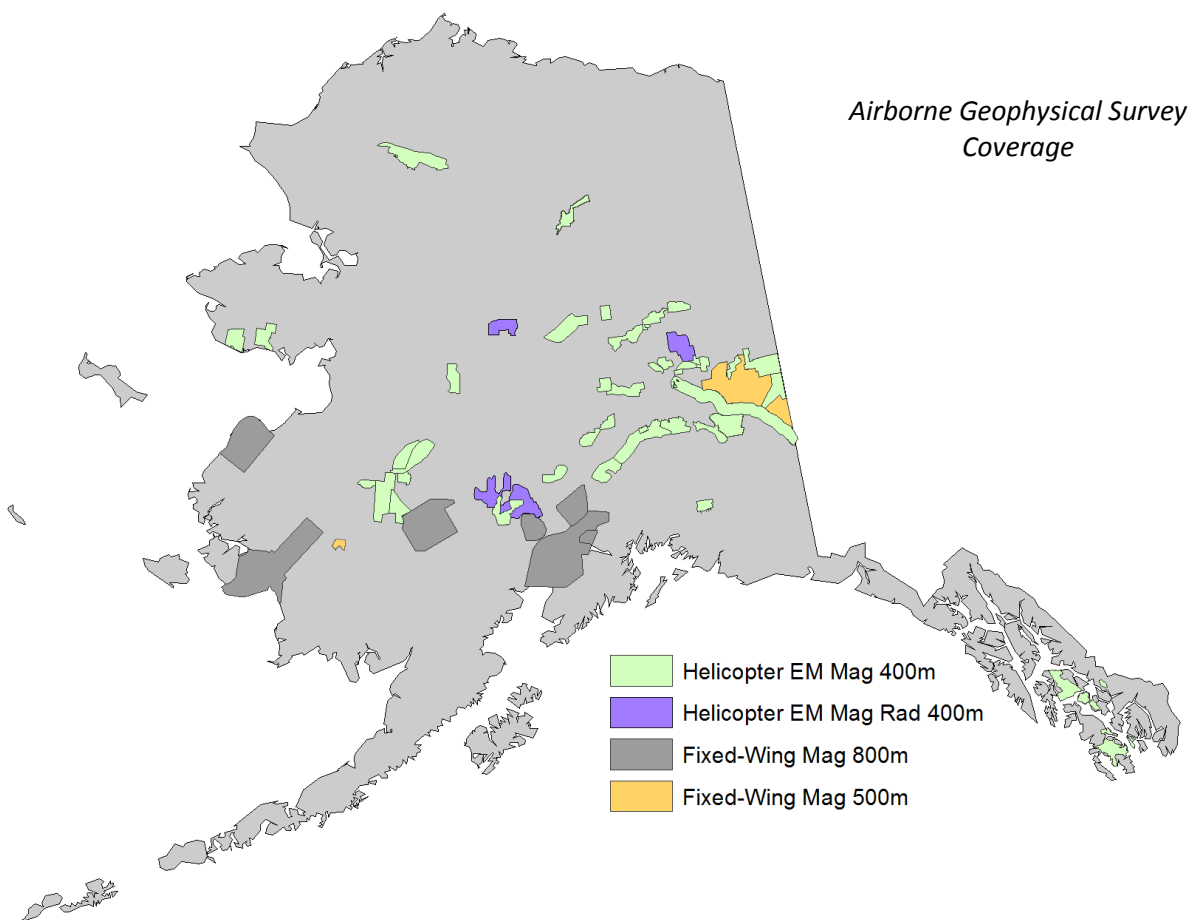 Airborne Geophysical Survey
Coverage
Helicopter EM Mag 400m
Helicopter EM Mag Rad 400m
Fixed-Wing Mag 800m
Fixed-Wing Mag 500m